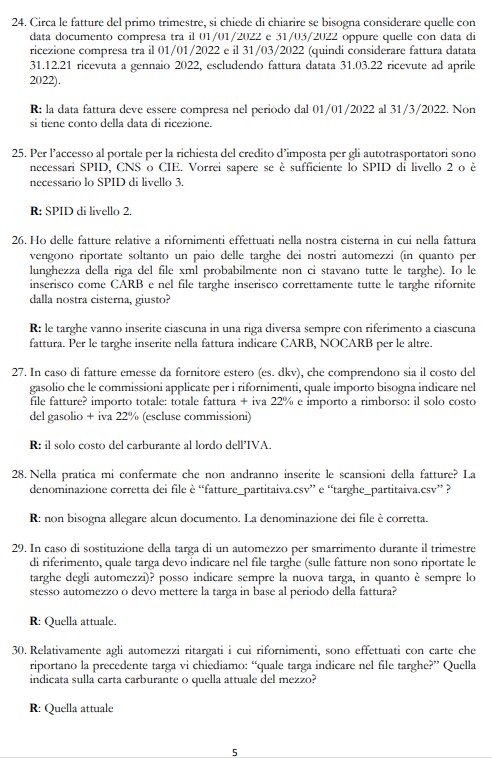 24. Circa le fatture del primo trimestre, si chiede di chiarire se bisogna considerare quelle con
data documento compresa tra il 01/01/2022 e 31/03/2022 oppure quelle con data di
ricezione compresa tra il 01/01/2022 e il 31/03/2022 (quindi considerare fattura datata
31.12.21 ricevuta a gennaio 2022, escludendo fattura datata 31.03.22 ricevute ad aprile
2022).
R: la data fattura deve essere compresa nel periodo dal 01/01/2022 al 31/3/2022. Non
si tiene conto della data di ricezione.
25. Per l'accesso al portale per la richiesta del credito d'imposta per gli autotrasportatori sono
necessari SPID, CNS o CIE. Vorrei sapere se è sufficiente lo SPID di livello 2 o è
necessario lo SPID di livello 3.
R: SPID di livello 2.
26. Ho delle fatture relative a rifornimenti effettuati nella nostra cisterna in cui nella fattura
vengono riportate soltanto un paio delle targhe dei nostri automezzi (in quanto per
lunghezza della riga del file xml probabilmente non ci stavano tutte le targhe). Io le
inserisco come CARB e nel file targhe inserisco correttamente tutte le targhe rifornite
dalla nostra cisterna, giusto?
R: le targhe vanno inserite ciascuna in una riga diversa sempre con riferimento a ciascuna
fattura. Per le targhe inserite nella fattura indicare CARB, NOCARB per le altre.
27. In caso di fatture emesse da fornitore estero (es. dkv), che comprendono sia il costo del
gasolio che le commissioni applicate per i rifornimenti, quale importo bisogna indicare nel
file fatture? importo totale: totale fattura + iva 22% e importo a rimborso: il solo costo
del gasolio + iva 22% (escluse commissioni)
R: il solo costo del carburante al lordo dell'IVA.
28. Nella pratica mi confermate che non andranno inserite le scansioni della fatture? La
denominazione corretta dei file è “fatture_partitaiva.csv” e “targhe_partitaiva.csv” ?
R: non bisogna allegare alcun documento. La denominazione dei file è corretta.
29. In caso di sostituzione della targa di un automezzo per smarrimento durante il trimestre
di riferimento, quale targa devo indicare nel file targhe (sulle fatture non sono riportate le
targhe degli automezzi)? posso indicare sempre la nuova targa, in quanto è sempre lo
stesso automezzo o devo mettere la targa in base al periodo della fattura?
R: Quella attuale.
30. Relativamente agli automezzi ritargati i cui rifornimenti, sono effettuati con carte che
riportano la precedente targa vi chiediamo: “quale targa indicare nel file targhe?” Quella
indicata sulla carta carburante o quella attuale del mezzo?
R: Quella attuale
5